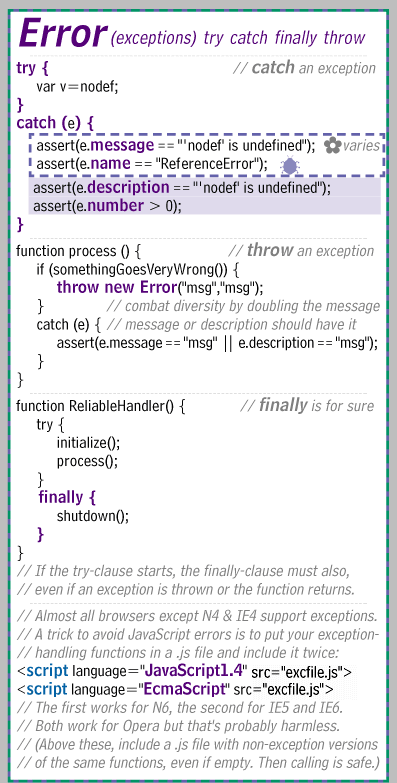 Error (exceptions) try catch finally throw
try { // catch an exception
var v=nodef;
}
catch (e) {
assert(e.message == "'nodef' is undefined"); varies
assert(e.name == "ReferenceError");
assert(e.description == "'nodef' is undefined");
assert(e.number > 0);
}
function process () { // throw an exception
if (somethingGoesVeryWrong()) {
throw new Error("msg","msg");
} // combat diversity by doubling the message
catch (e) { // message or description should have it
assert(e.message == "msg" || e.description == "msg");
}
}
function ReliableHandler() { // finally is for sure
try {
initialize();
process();
}
finally {
shutdown();
}
}
// If the try-clause starts, the finally-clause must also,
// even if an exception is thrown or the function returns.
// Almost all browsers except N4 & IE4 support exceptions.
// A trick to avoid JavaScript errors is to put your exception-
// handling functions in a .js file and include it twice:
<script language="JavaScript1.4" src="excfile.js">
<script language="EcmaScript" src="excfile.js">
// The first works for N6, the second for IE5 and IE6.
// Both work for Opera but that's probably harmless.
// (Above these, include a .js file with non-exception versions
// of the same functions, even if empty. Then calling is safe.)